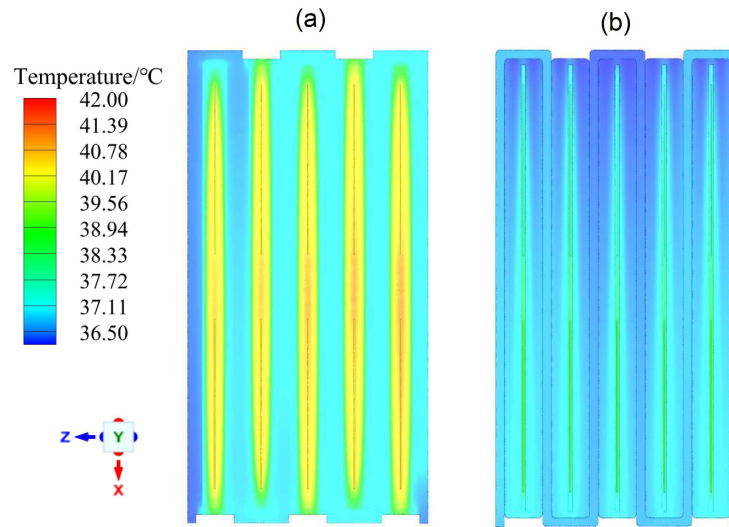 (a)
(b)
Temperature/°C
42.00
41.39
40.78
40.17
39.56
38.94
38.33
37.72
37.11
36.50
Z
Y
X